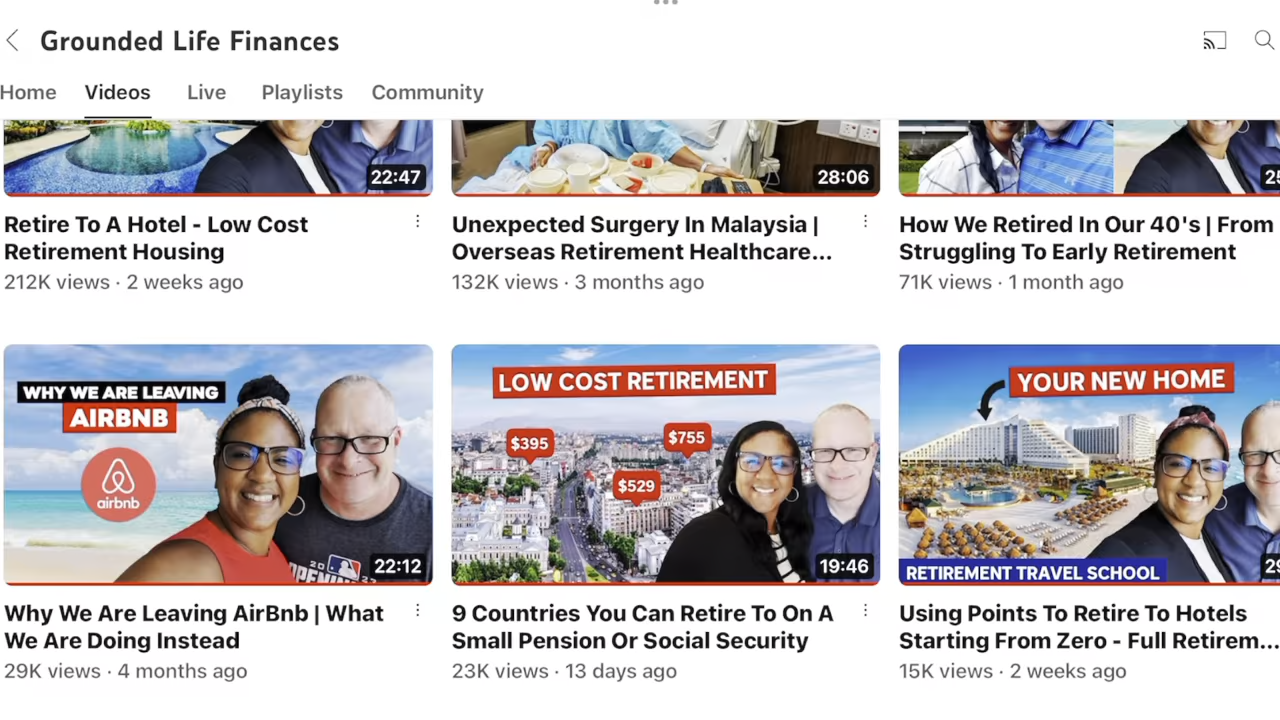 Grounded Life Finances
Home Videos Live Playlists Community
22:47
28:06
Retire To A Hotel - Low Cost
Retirement Housing
212K views · 2 weeks ago
Unexpected Surgery In Malaysia |
Overseas Retirement Healthcare...
132K views · 3 months ago
How We Retired In Our 40's | From
Struggling To Early Retirement
71K views · 1 month ago
WHY WE ARE LEAVING
AIRBNB
airbnb
22:12
LOW COST RETIREMENT
$395
$755
$529
19:46
YOUR NEW HOME
RETIREMENT TRAVEL SCHOOL
Why We Are Leaving AirBnb | What
We Are Doing Instead
29K views · 4 months ago
9 Countries You Can Retire To On A
Small Pension Or Social Security
23K views · 13 days ago
Using Points To Retire To Hotels
Starting From Zero - Full Retirem...
15K views · 2 weeks ago